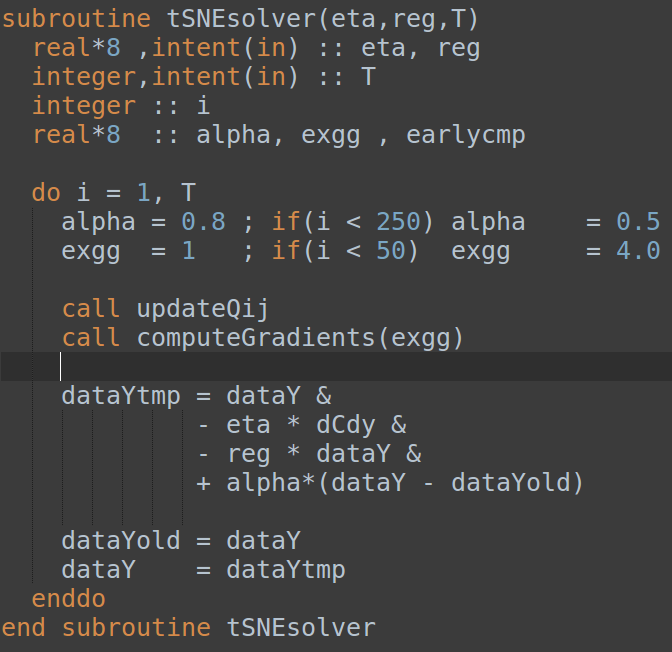 subroutine tSNEsolver(eta,reg,T)
  real*8 ,intent(in) :: eta, reg
  integer,intent(in) :: T
  integer :: i
  real*8  :: alpha, exgg , earlycmp

  do i = 1, T
    alpha = 0.8 ; if(i < 250) alpha    = 0.5
    exgg  = 1   ; if(i < 50)  exgg     = 4.0

    call updateQij
    call computeGradients(exgg)

    dataYtmp = dataY &
             - eta * dCdy &
             - reg * dataY &
             + alpha*(dataY - dataYold)

    dataYold = dataY
    dataY    = dataYtmp
  enddo
end subroutine tSNEsolver